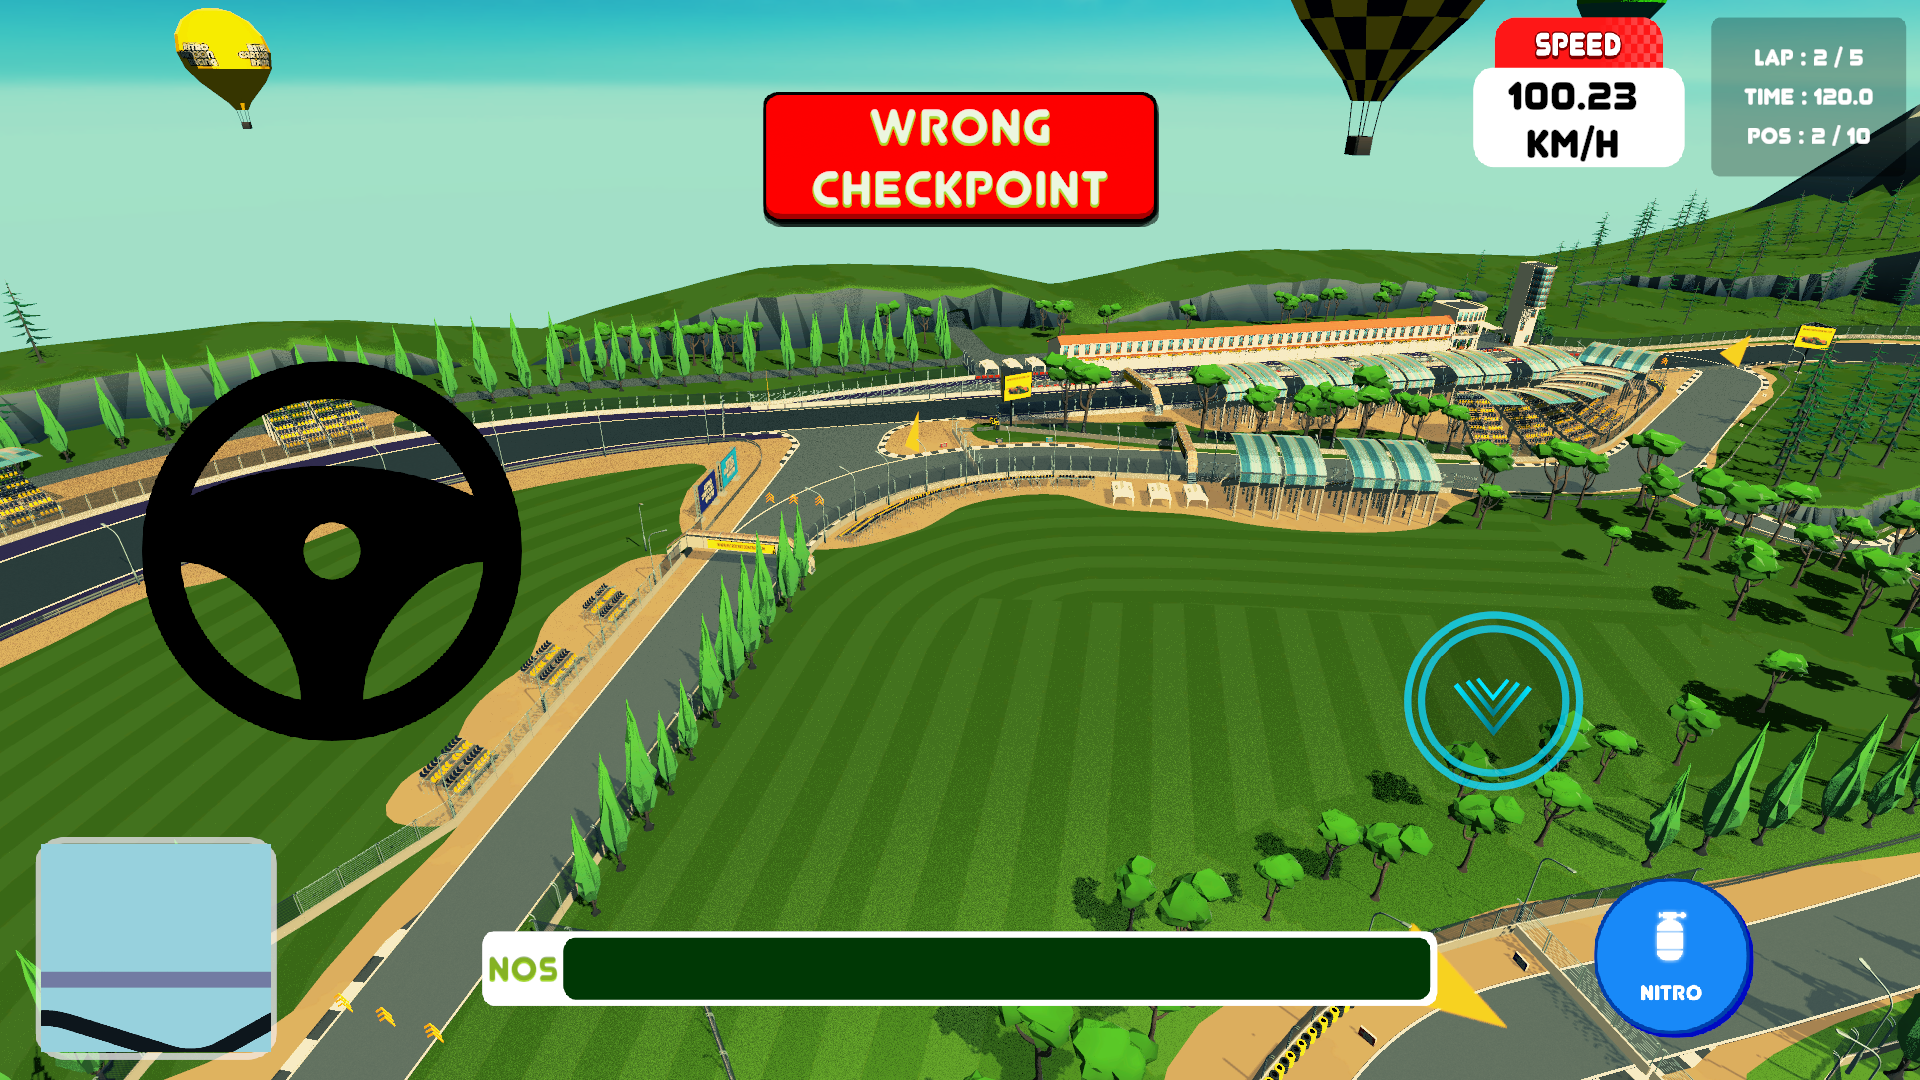 SPEED
100.23
KM/H
LAP : 2 / 5
TIME : 120.0
POS : 2 / 10
WRONG
CHECKPOINT
NOS
NITRO